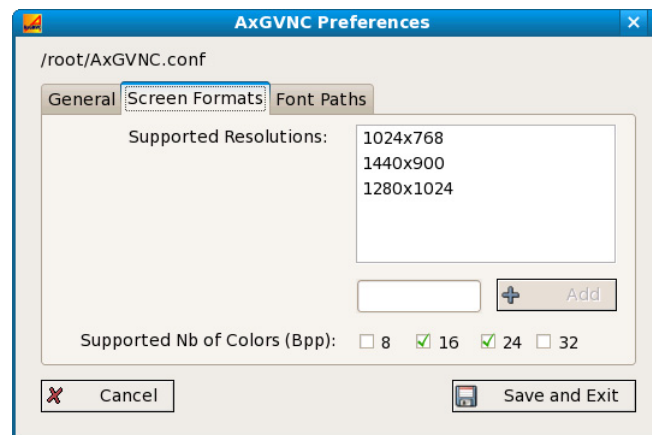 AxGVNC Preferences
/root/AxGVNC.conf
General Screen Formats Font Paths
Supported Resolutions:
1024x768
1440x900
1280x1024
Add
Supported Nb of Colors (Bpp): 8 16 24 32
Cancel Save and Exit